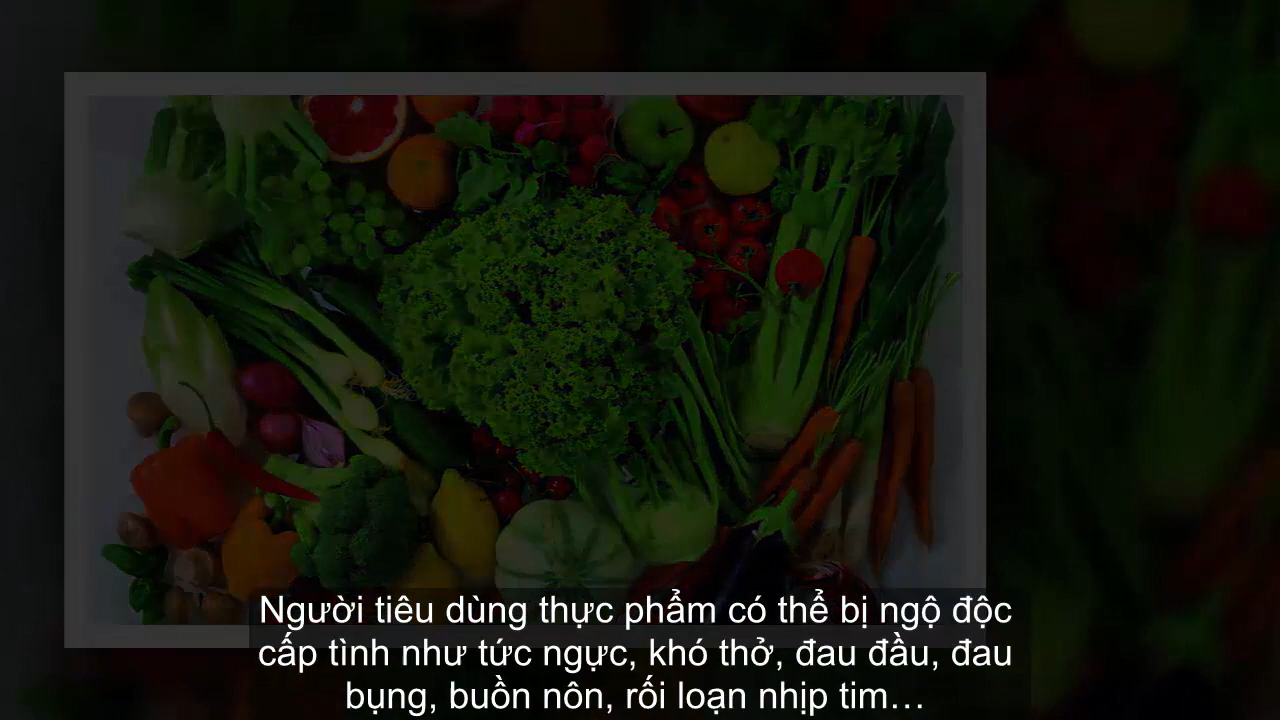 Người tiêu dùng thực phẩm có thể bị ngộ độc
cấp tình như tức ngực, khó thở, đau đầu, đau
bụng, buồn nôn, rối loạn nhịp tim…